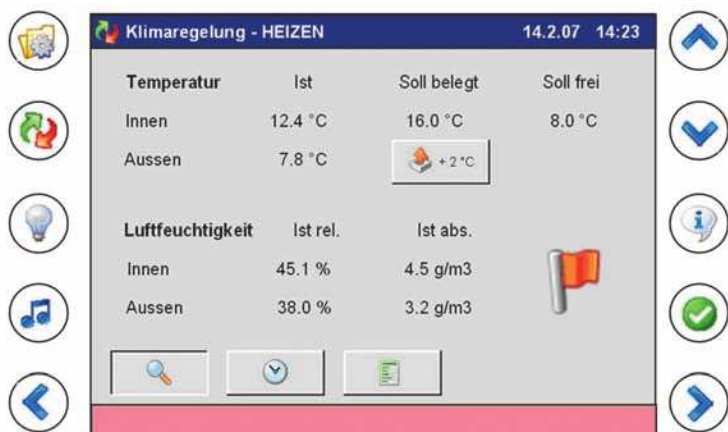 Klimaregelung - HEIZEN 14.2.07 14:23
Temperatur Ist Soll belegt Soll frei
Innen 12.4 °C 16.0 °C 8.0 °C
Aussen 7.8 °C + 2 °C
Luftfeuchtigkeit Ist rel. Ist abs.
Innen 45.1 % 4.5 g/m3
Aussen 38.0 % 3.2 g/m3